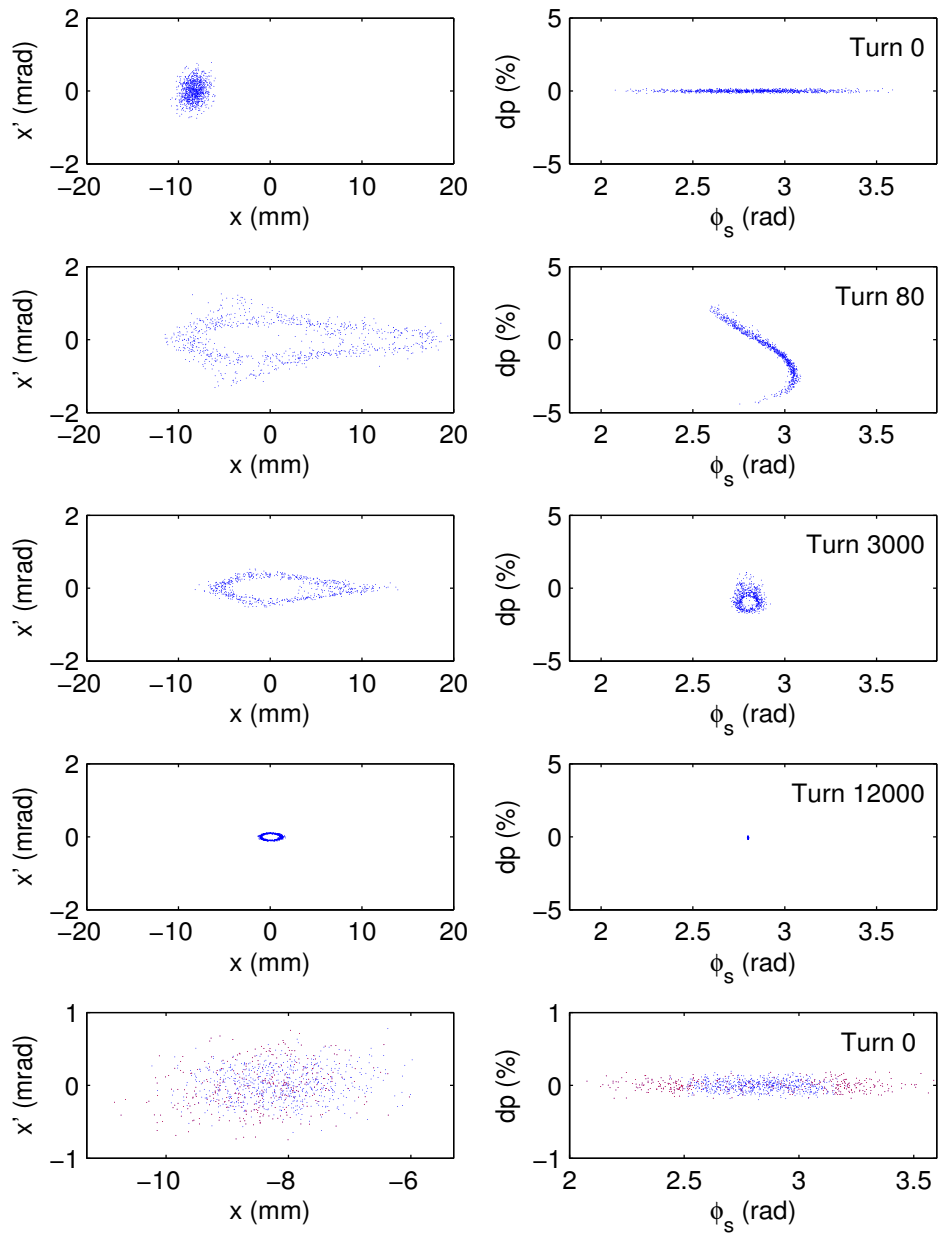 2
0
−2
x' (mrad)
−20
−10
0
10
20
x (mm)
5
0
−5
dp (%)
Turn 0
2
2.5
3
3.5
ϕs (rad)
2
0
−2
x' (mrad)
−20
−10
0
10
20
x (mm)
5
0
−5
dp (%)
Turn 80
2
2.5
3
3.5
ϕs (rad)
2
0
−2
x' (mrad)
−20
−10
0
10
20
x (mm)
5
0
−5
dp (%)
Turn 3000
2
2.5
3
3.5
ϕs (rad)
2
0
−2
x' (mrad)
−20
−10
0
10
20
x (mm)
5
0
−5
dp (%)
Turn 12000
2
2.5
3
3.5
ϕs (rad)
1
0
−1
x' (mrad)
−10
−8
−6
x (mm)
1
0
−1
dp (%)
Turn 0
2
2.5
3
3.5
ϕs (rad)